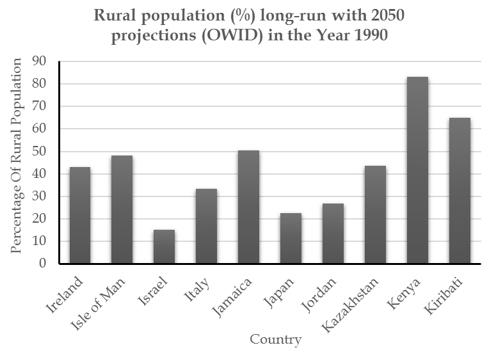 Rural population (%) long-run with 2050
projections (OWID) in the Year 1990
Percentage Of Rural Population
90
80
70
60
50
40
30
20
10
0
Ireland
Isle of Man
Israel
Italy
Jamaica
Japan
Jordan
Kazakhstan
Kenya
Kiribati
Country